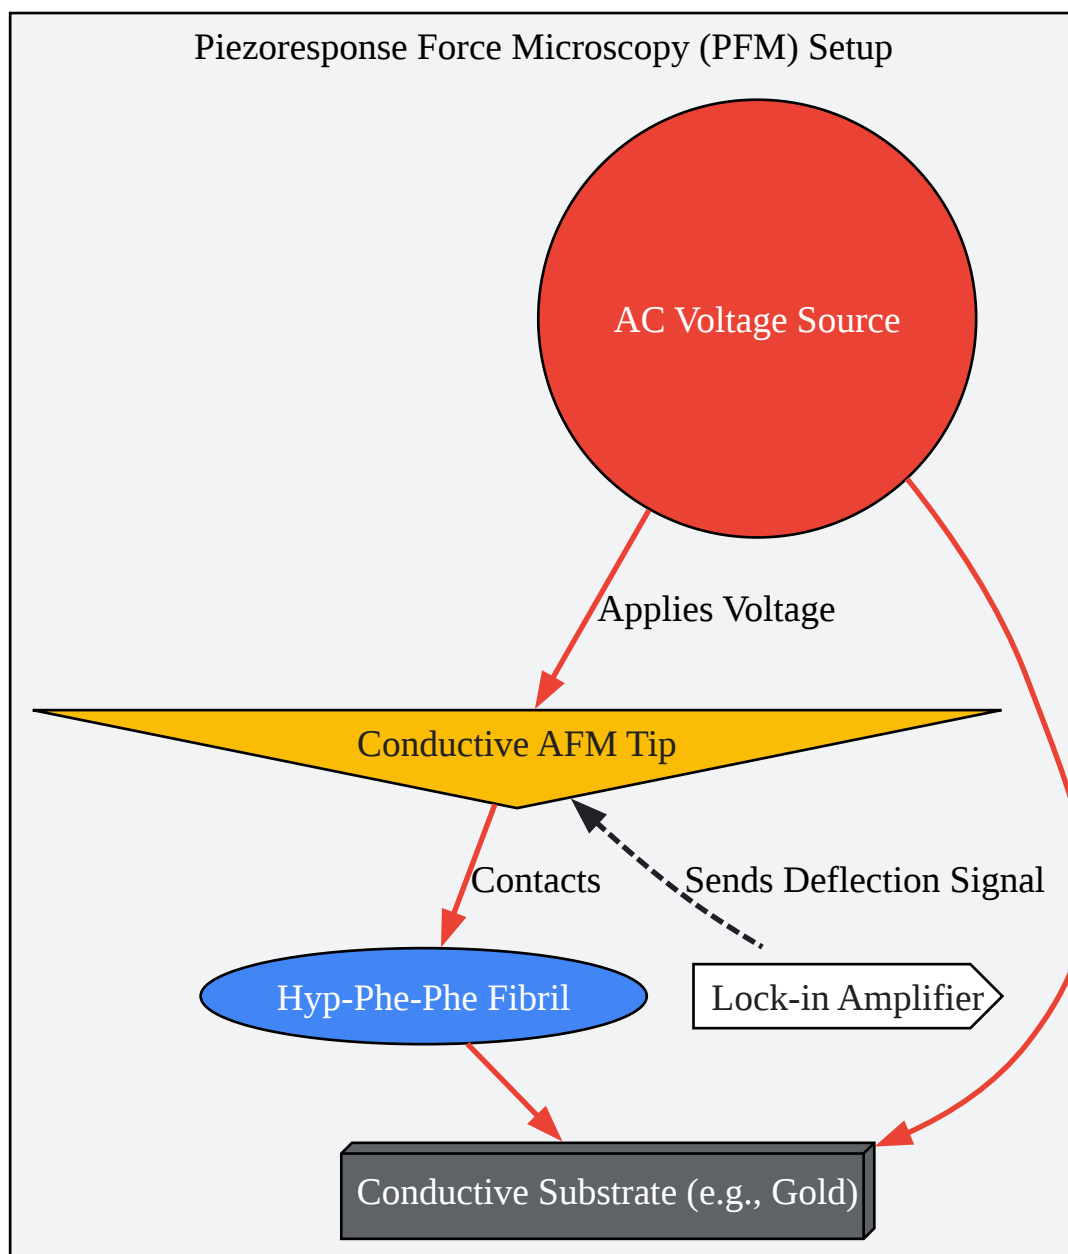 Piezoresponse Force Microscopy (PFM) Setup
AC Voltage Source
Applies Voltage
Conductive AFM Tip
Contacts
Sends Deflection Signal
Hyp-Phe-Phe Fibril
Lock-in Amplifier
Conductive Substrate (e.g., Gold)